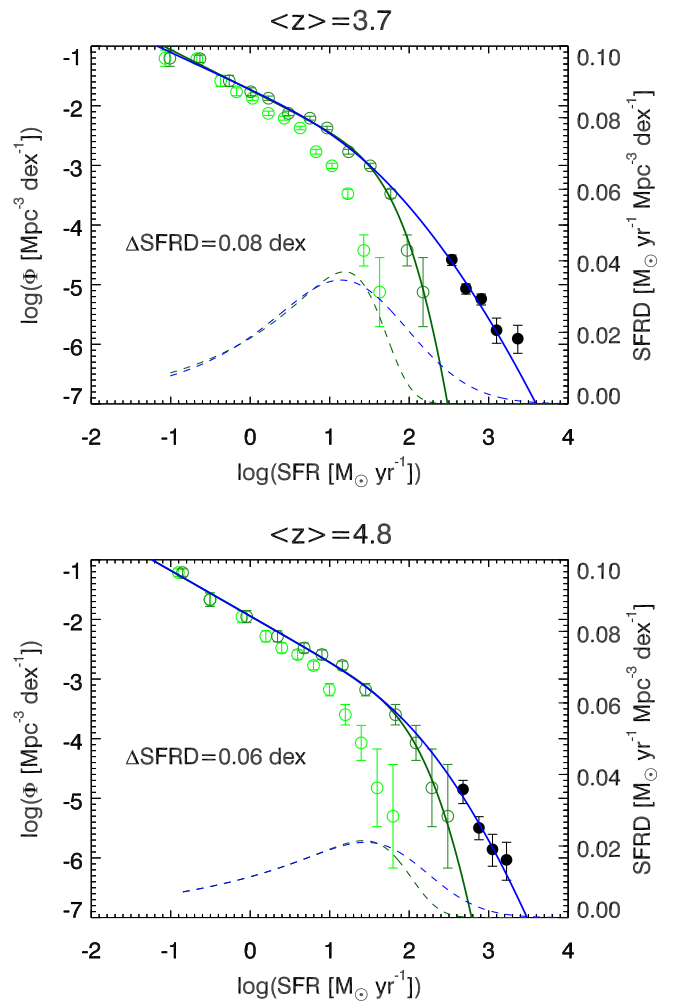 <z>=3.7
-1
-2
-3
-4
-5
-6
-7
log(Φ [Mpc⁻³ dex⁻¹])
ΔSFRD=0.08 dex
0.10
0.08
0.06
0.04
0.02
0.00
SFRD [M☉ yr⁻¹ Mpc⁻³ dex⁻¹]
-2 -1 0 1 2 3 4
log(SFR [M☉ yr⁻¹])
<z>=4.8
-1
-2
-3
-4
-5
-6
-7
log(Φ [Mpc⁻³ dex⁻¹])
ΔSFRD=0.06 dex
0.10
0.08
0.06
0.04
0.02
0.00
SFRD [M☉ yr⁻¹ Mpc⁻³ dex⁻¹]
-2 -1 0 1 2 3 4
log(SFR [M☉ yr⁻¹])